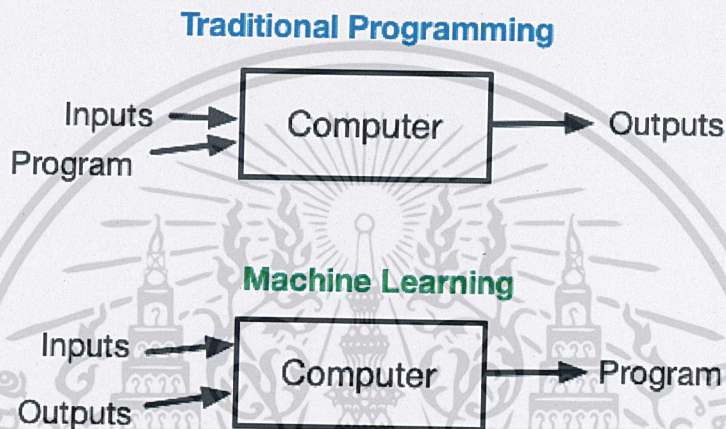 Traditional Programming
Inputs
Program
Computer
Outputs
Machine Learning
Inputs
Outputs
Computer
Program